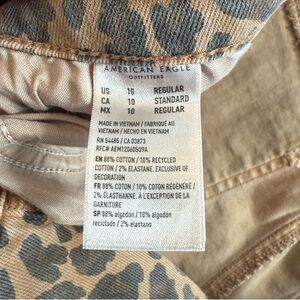 AMERICAN EAGLE
OUTFITTERS
US 10 REGULAR
CA 10 STANDARD
MX 10 REGULAR
MADE IN VIETNAM / FABRIQUÉ AU
VIETNAM / HECHO EN VIETNAM
RN 54485 / CA 03873
RFC# AEM12060509A
EN 88% COTTON / 10% RECYCLED
COTTON / 2% ELASTANE. EXCLUSIVE OF
DECORATION
FR 88% COTON / 10% COTON RÉGÉNÉRÉ /
2% ÉLASTHANNE. À L'EXCEPTION DE LA
GARNITURE
SP 88% algodón / 10% algodón
reciclado / 2% elastano